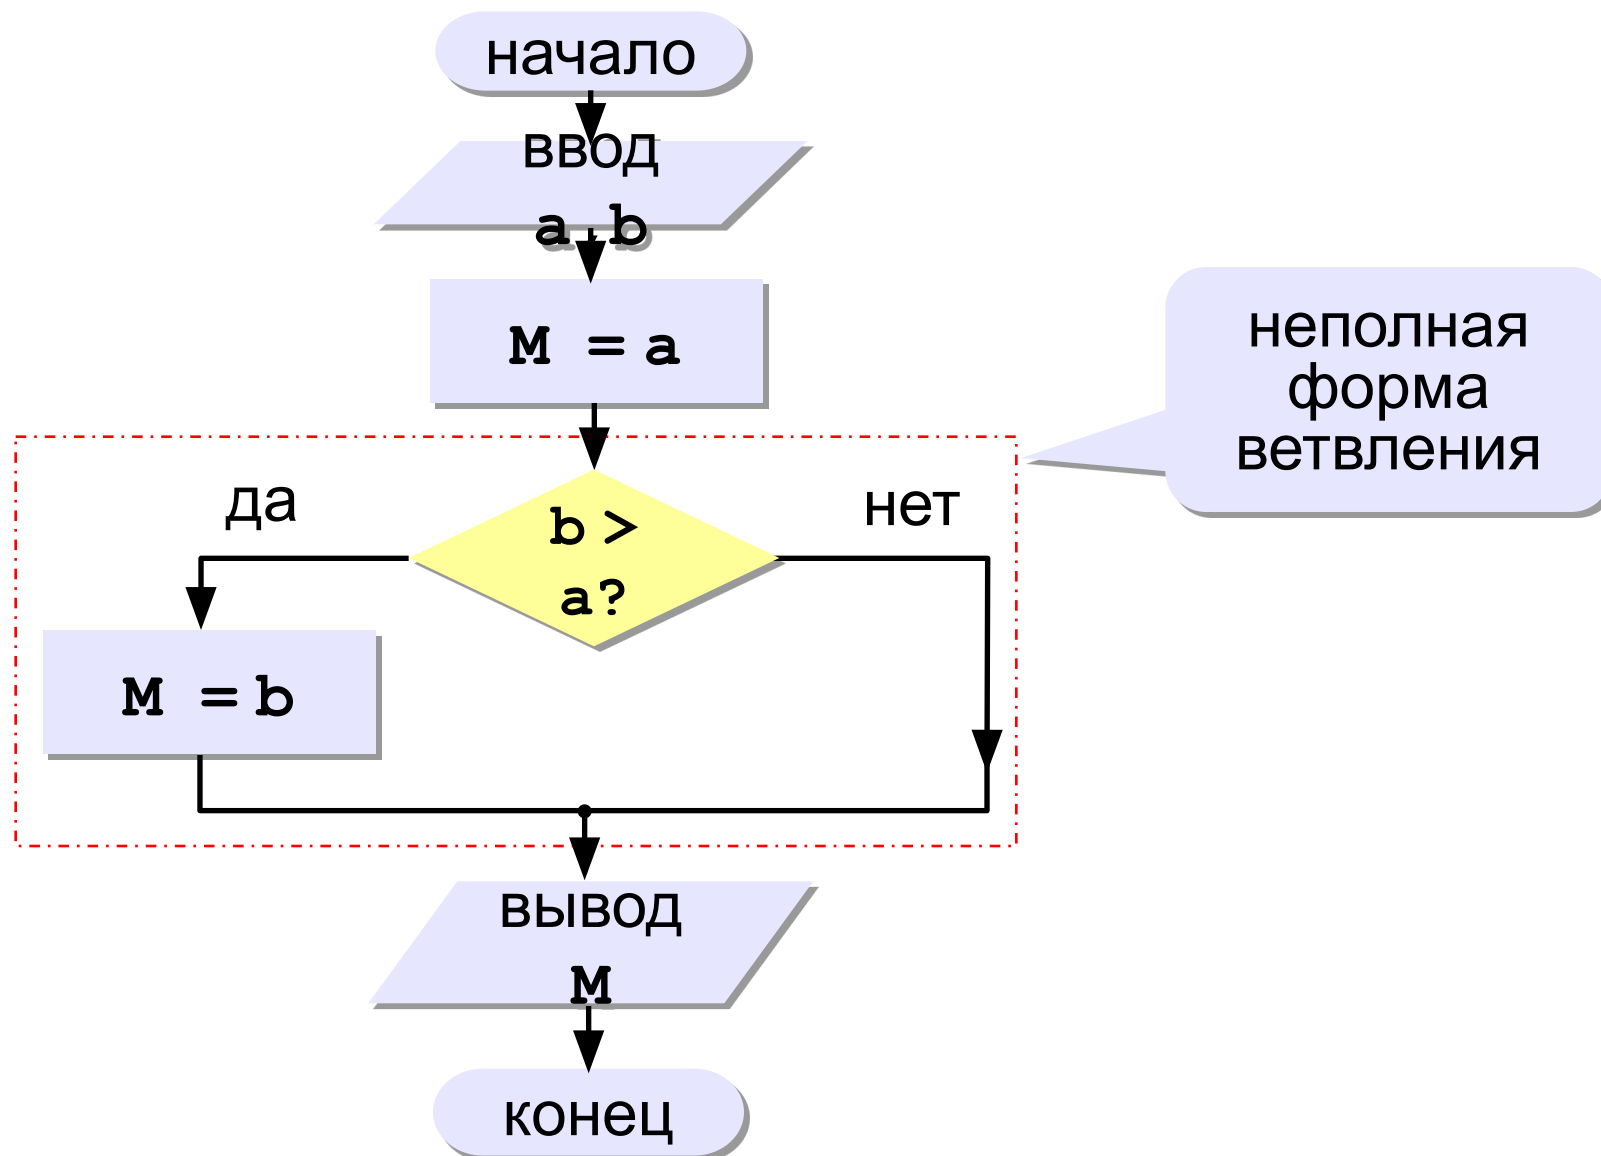 начало
ввод
a,b
M = a
неполная
форма
ветвления
да
b >
a?
нет
M = b
вывод
M
конец